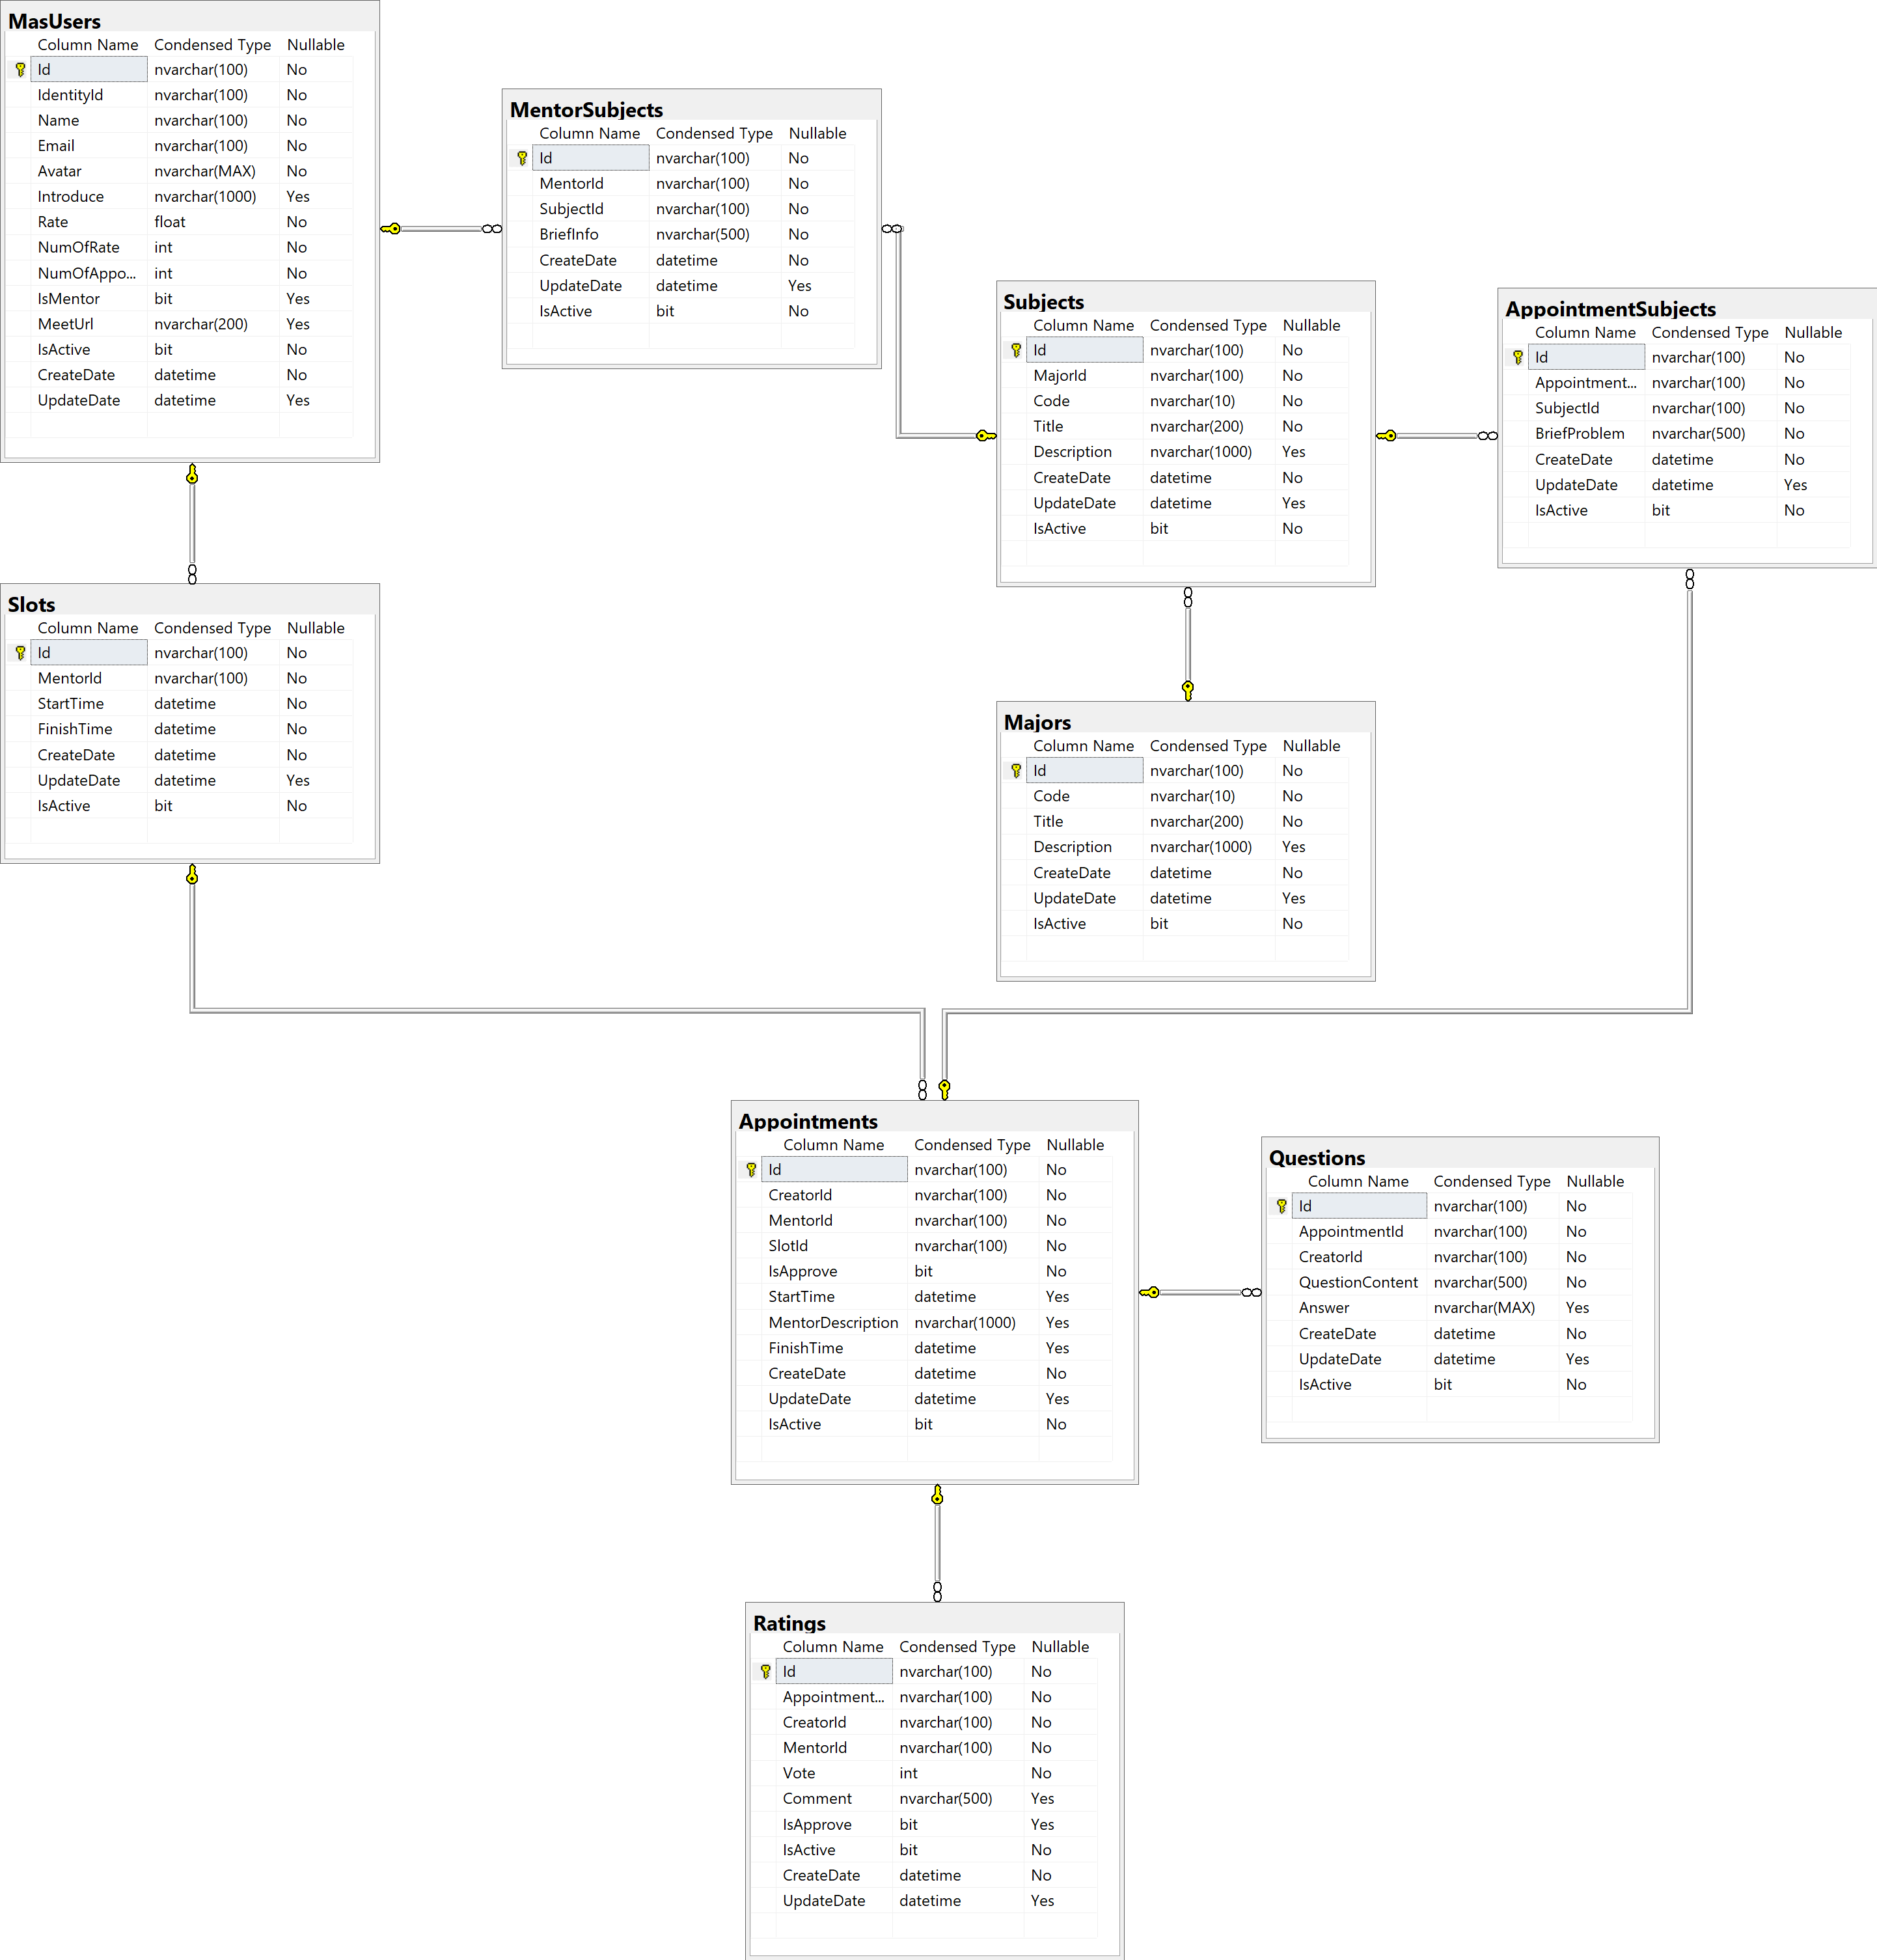 MasUsers
Column Name Condensed Type Nullable
Id nvarchar(100) No
IdentityId nvarchar(100) No
Name nvarchar(100) No
Email nvarchar(100) No
Avatar nvarchar(MAX) No
Introduce nvarchar(1000) Yes
Rate float No
NumOfRate int No
NumOfAppo... int No
IsMentor bit Yes
MeetUrl nvarchar(200) Yes
IsActive bit No
CreateDate datetime No
UpdateDate datetime Yes
MentorSubjects
Column Name Condensed Type Nullable
Id nvarchar(100) No
MentorId nvarchar(100) No
SubjectId nvarchar(100) No
BriefInfo nvarchar(500) No
CreateDate datetime No
UpdateDate datetime Yes
IsActive bit No
Subjects
Column Name Condensed Type Nullable
Id nvarchar(100) No
MajorId nvarchar(100) No
Code nvarchar(10) No
Title nvarchar(200) No
Description nvarchar(1000) Yes
CreateDate datetime No
UpdateDate datetime Yes
IsActive bit No
AppointmentSubjects
Column Name Condensed Type Nullable
Id nvarchar(100) No
Appointment... nvarchar(100) No
SubjectId nvarchar(100) No
BriefProblem nvarchar(500) No
CreateDate datetime No
UpdateDate datetime Yes
IsActive bit No
Slots
Column Name Condensed Type Nullable
Id nvarchar(100) No
MentorId nvarchar(100) No
StartTime datetime No
FinishTime datetime No
CreateDate datetime No
UpdateDate datetime Yes
IsActive bit No
Majors
Column Name Condensed Type Nullable
Id nvarchar(100) No
Code nvarchar(10) No
Title nvarchar(200) No
Description nvarchar(1000) Yes
CreateDate datetime No
UpdateDate datetime Yes
IsActive bit No
Appointments
Column Name Condensed Type Nullable
Id nvarchar(100) No
CreatorId nvarchar(100) No
MentorId nvarchar(100) No
SlotId nvarchar(100) No
IsApprove bit No
StartTime datetime Yes
MentorDescription nvarchar(1000) Yes
FinishTime datetime Yes
CreateDate datetime No
UpdateDate datetime Yes
IsActive bit No
Questions
Column Name Condensed Type Nullable
Id nvarchar(100) No
AppointmentId nvarchar(100) No
CreatorId nvarchar(100) No
QuestionContent nvarchar(500) No
Answer nvarchar(MAX) Yes
CreateDate datetime No
UpdateDate datetime Yes
IsActive bit No
Ratings
Column Name Condensed Type Nullable
Id nvarchar(100) No
Appointment... nvarchar(100) No
CreatorId nvarchar(100) No
MentorId nvarchar(100) No
Vote int No
Comment nvarchar(500) Yes
IsApprove bit Yes
IsActive bit No
CreateDate datetime No
UpdateDate datetime Yes